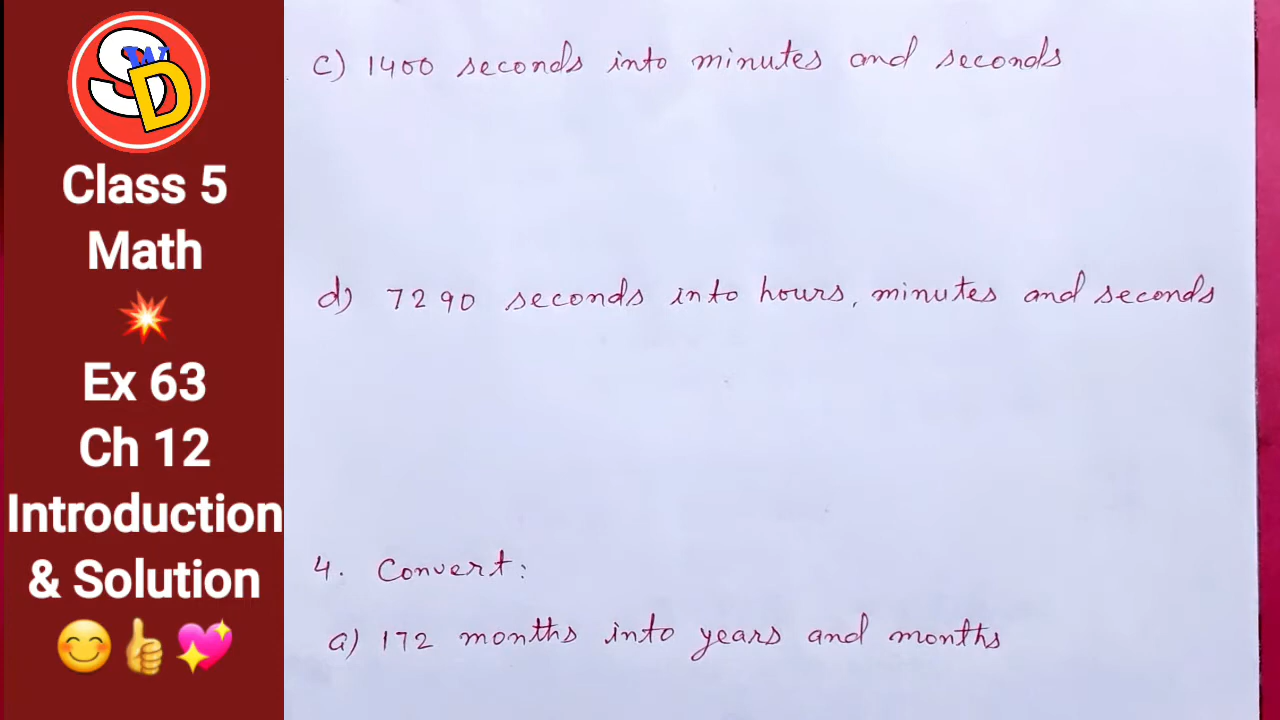 SWD
Class 5
Math
💥
Ex 63
Ch 12
Introduction
& Solution
😊👍💖
c) 1400 seconds into minutes and seconds
d) 7290 seconds into hours, minutes and seconds
4. Convert:
a) 172 months into years and months